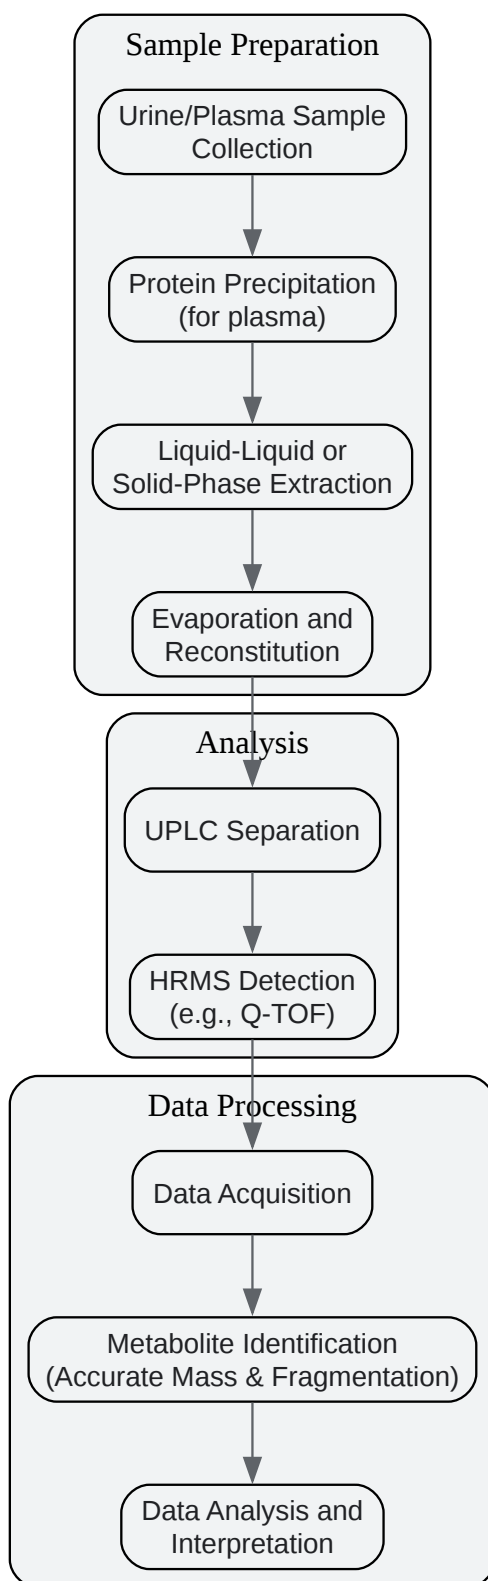 Sample Preparation
Urine/Plasma Sample
Collection
Protein Precipitation
(for plasma)
Liquid-Liquid or
Solid-Phase Extraction
Evaporation and
Reconstitution
Analysis
UPLC Separation
HRMS Detection
(e.g., Q-TOF)
Data Processing
Data Acquisition
Metabolite Identification
(Accurate Mass & Fragmentation)
Data Analysis and
Interpretation